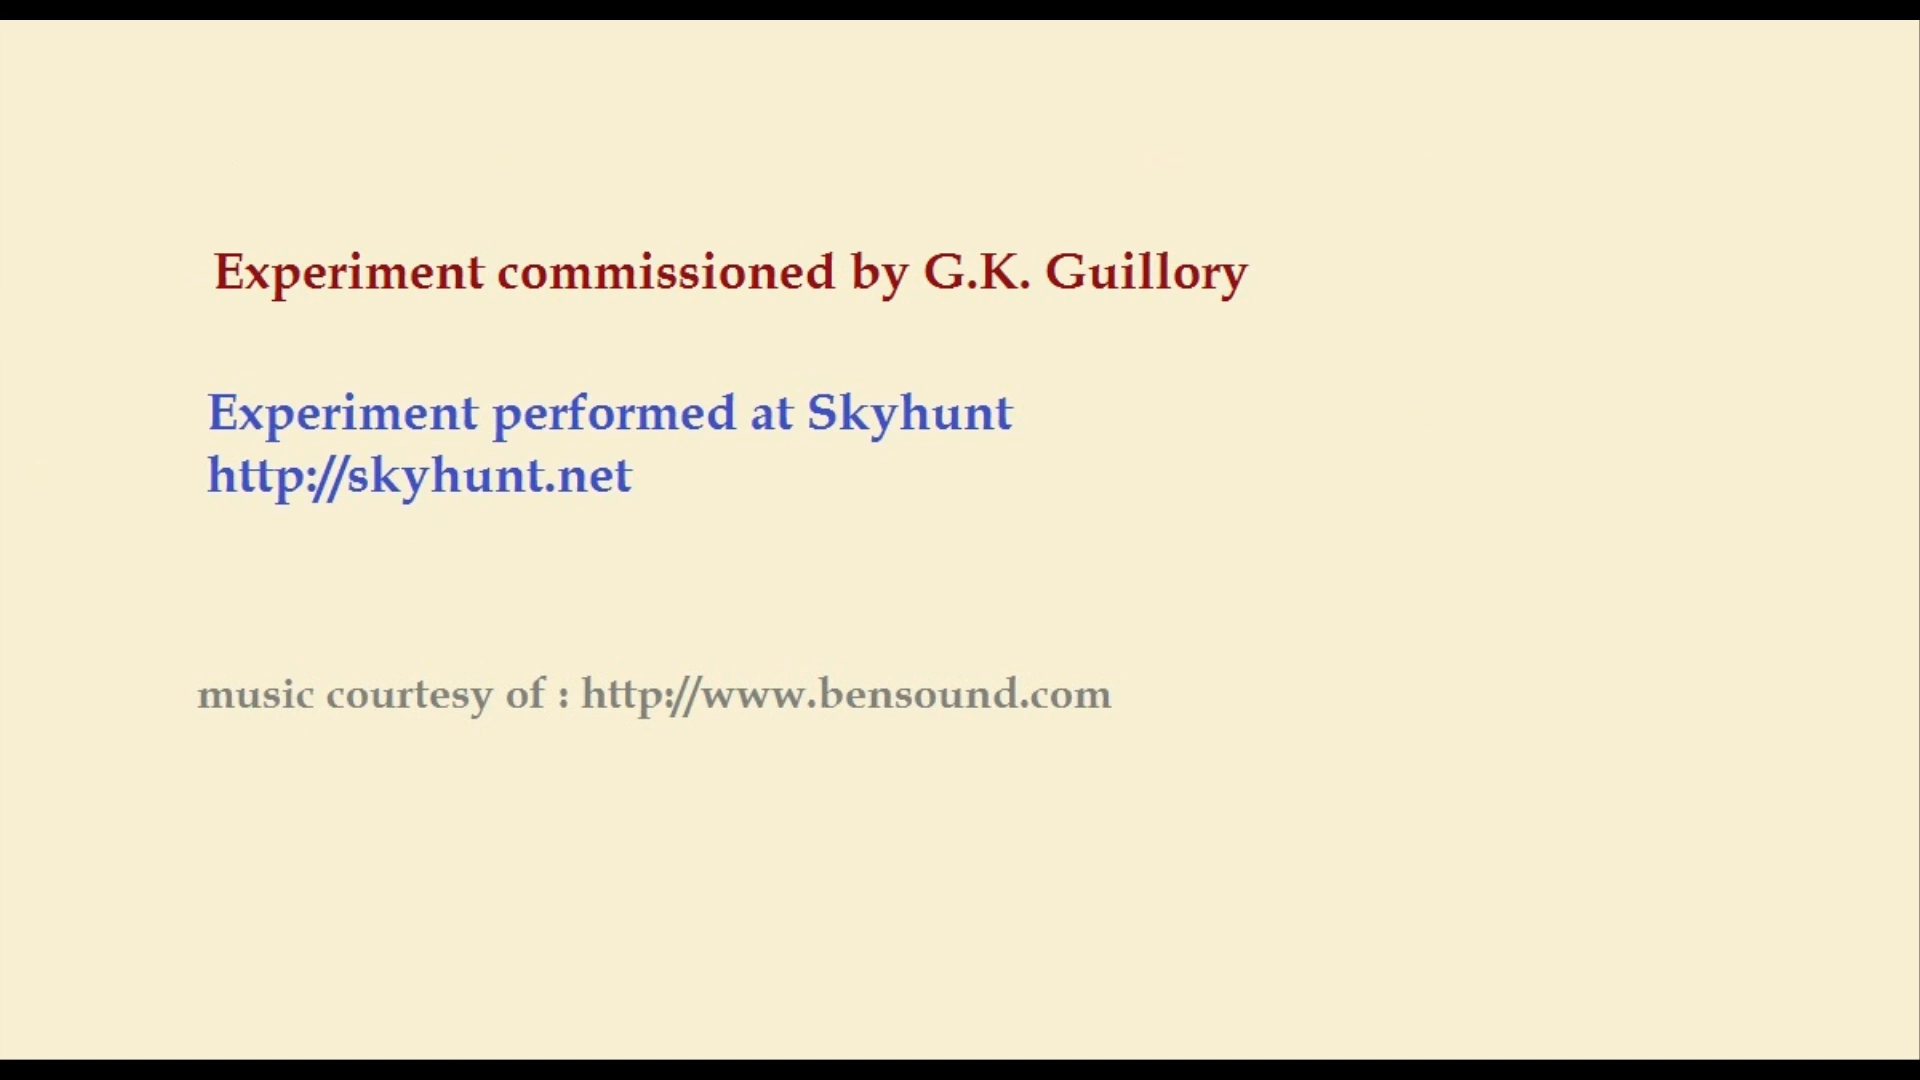 Experiment commissioned by G.K. Guillory
Experiment performed at Skyhunt
http://skyhunt.net
music courtesy of : http://www.bensound.com